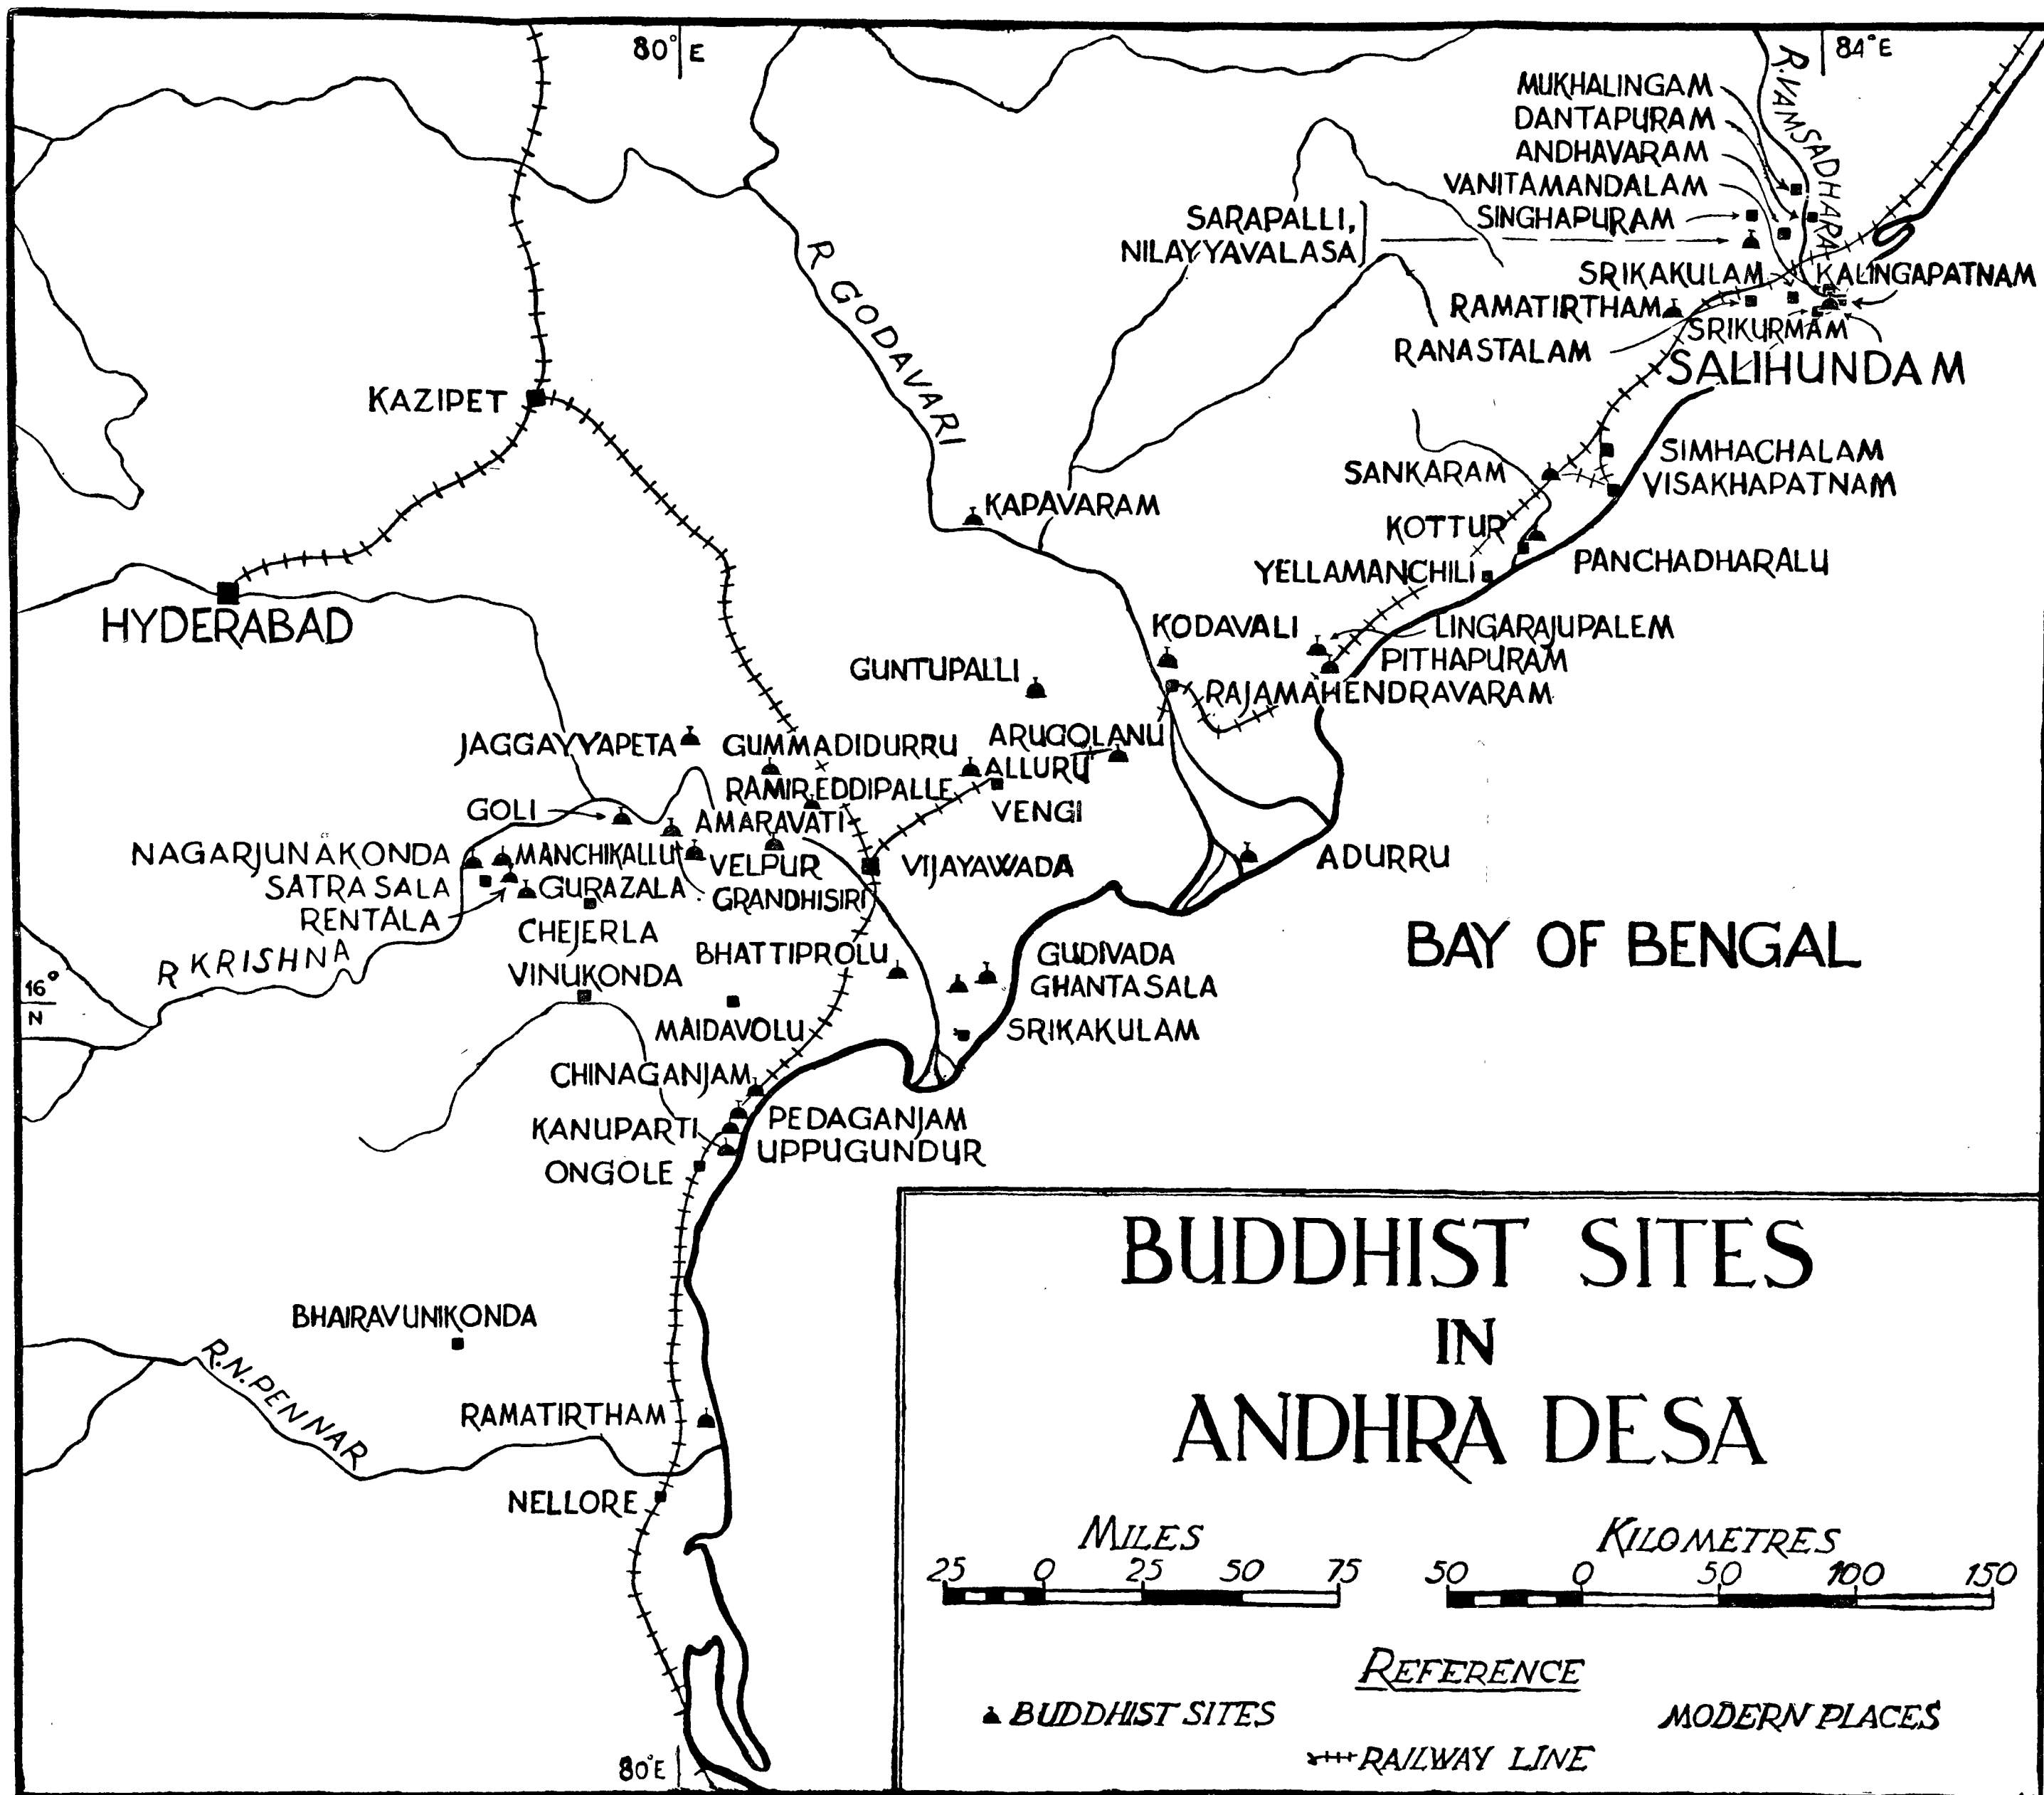 80°E
84°E
R. VAMSADHARA
MUKHALINGAM
DANTAPURAM
ANDHAVARAM
VANITAMANDALAM
SINGHAPURAM
SARAPALLI,
NILAYYAVALASA
SRIKAKULAM
KALINGAPATNAM
RAMATIRTHAM
SRIKURMAM
RANASTALAM
SALIHUNDAM
R GODAVARI
KAZIPET
SIMHACHALAM
SANKARAM
VISAKHAPATNAM
KAPAVARAM
KOTTUR
PANCHADHARALU
YELLAMANCHILI
HYDERABAD
KODAVALI
LINGARAJUPALEM
PITHAPURAM
GUNTUPALLI
RAJAMAHENDRAVARAM
JAGGAYYAPETA
GUMMADIDURRU
ARUGOLANU
ALLURU
RAMIREDDIPALLE
VENGI
GOLI
AMARAVATI
NAGARJUNAKONDA
MANCHIKALLU
VELPUR
VIJAYAWADA
ADURRU
SATRASALA
GURAZALA
GRANDHISIRI
RENTALA
CHEJERLA
R KRISHNA
BHATTIPROLU
GUDIVADA
BAY OF BENGAL
VINUKONDA
GHANTASALA
16°
N
MAIDAVOLU
SRIKAKULAM
CHINAGANJAM
PEDAGANJAM
KANUPARTI
UPPUGUNDUR
ONGOLE
BHAIRAVUNIKONDA
R.N.PENNAR
RAMATIRTHAM
NELLORE
80°E
BUDDHIST SITES
IN
ANDHRA DESA
MILES
25 0 25 50 75
KILOMETRES
50 0 50 100 150
REFERENCE
BUDDHIST SITES
MODERN PLACES
RAILWAY LINE